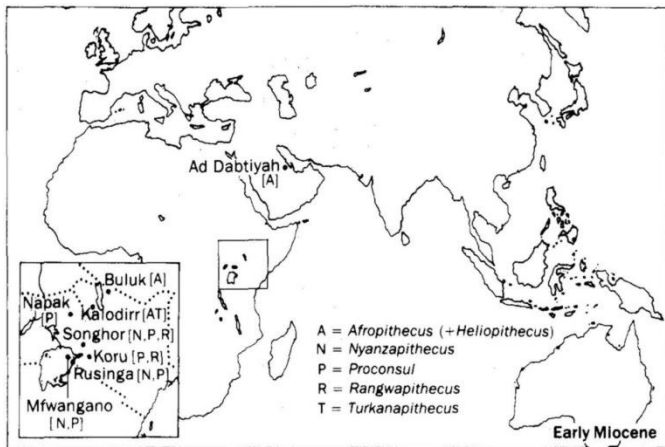 Ad Dabtiyah
[A]
Buluk [A]
Napak
[P]
Kalodirr [AT]
Songhor [N,P,R]
Koru [P,R]
Rusinga [N,P]
Mfwangano
[N,P]
A = Afropithecus (+Heliopithecus)
N = Nyanzapithecus
P = Proconsul
R = Rangwapithecus
T = Turkanapithecus
Early Miocene